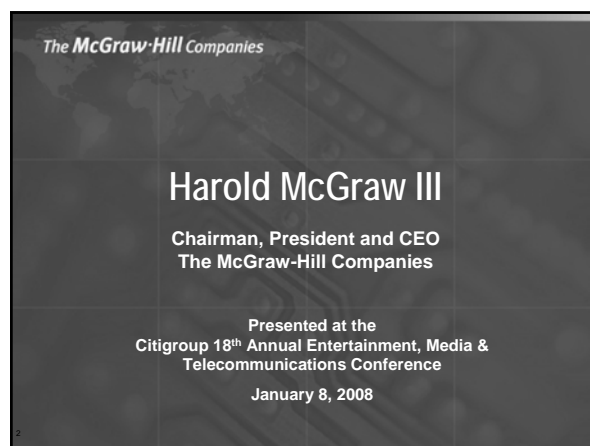 The McGraw·Hill Companies
Harold McGraw III
Chairman, President and CEO
The McGraw-Hill Companies
Presented at the
Citigroup 18th Annual Entertainment, Media &
Telecommunications Conference
January 8, 2008
2